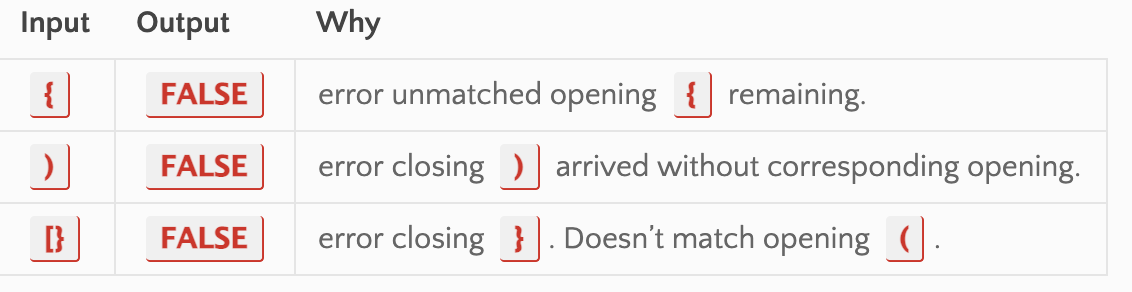 Input Output Why
{ FALSE error unmatched opening { remaining.
) FALSE error closing ) arrived without corresponding opening.
[} FALSE error closing } . Doesn’t match opening ( .